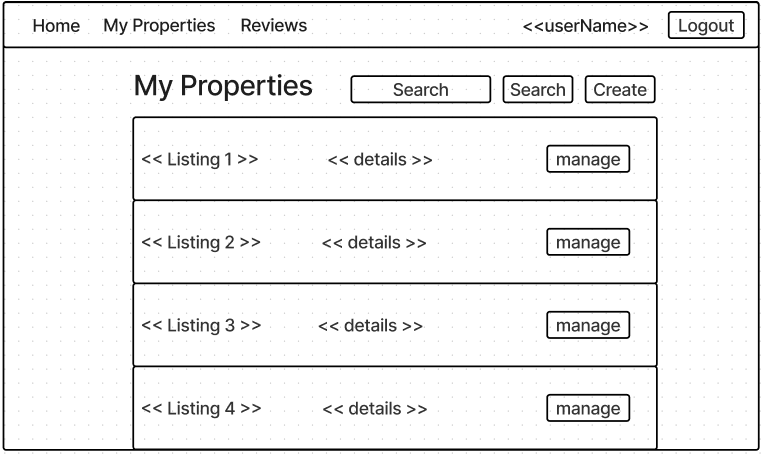 Home My Properties Reviews <<userName>> Logout
My Properties Search Search Create
<< Listing 1 >> << details >> manage
<< Listing 2 >> << details >> manage
<< Listing 3 >> << details >> manage
<< Listing 4 >> << details >> manage